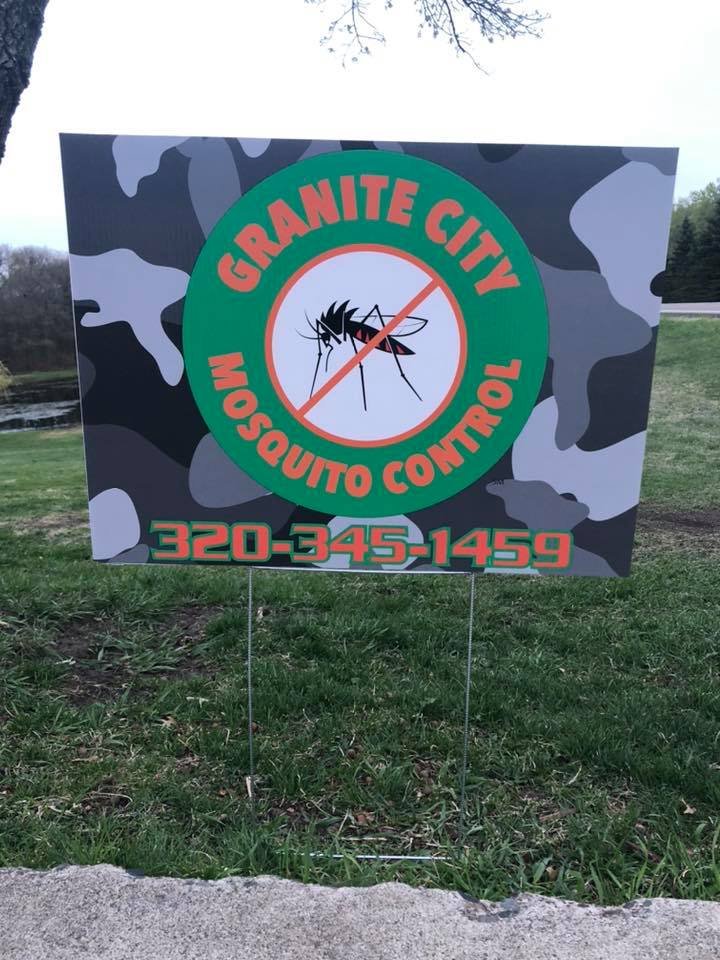 GRANITE CITY
MOSQUITO CONTROL
320-345-1459